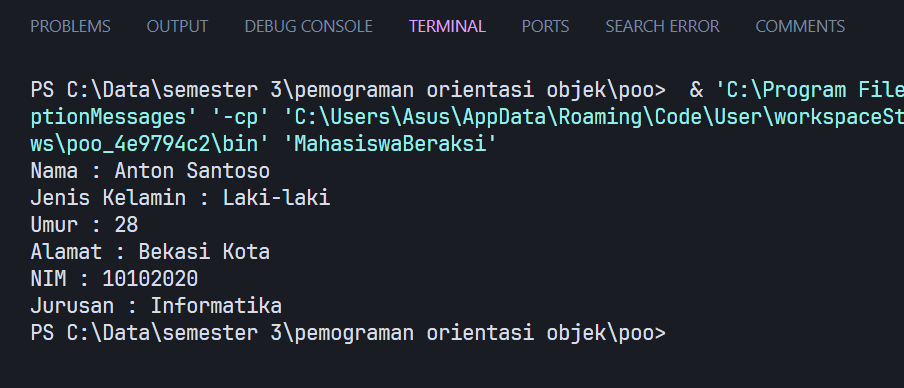 PROBLEMS OUTPUT DEBUG CONSOLE TERMINAL PORTS SEARCH ERROR COMMENTS
PS C:\Data\semester 3\pemograman orientasi objek\poo>  & 'C:\Program File
ptionMessages' '-cp' 'C:\Users\Asus\AppData\Roaming\Code\User\workspaceSt
ws\poo_4e9794c2\bin' 'MahasiswaBeraksi'
Nama : Anton Santoso
Jenis Kelamin : Laki-laki
Umur : 28
Alamat : Bekasi Kota
NIM : 10102020
Jurusan : Informatika
PS C:\Data\semester 3\pemograman orientasi objek\poo>